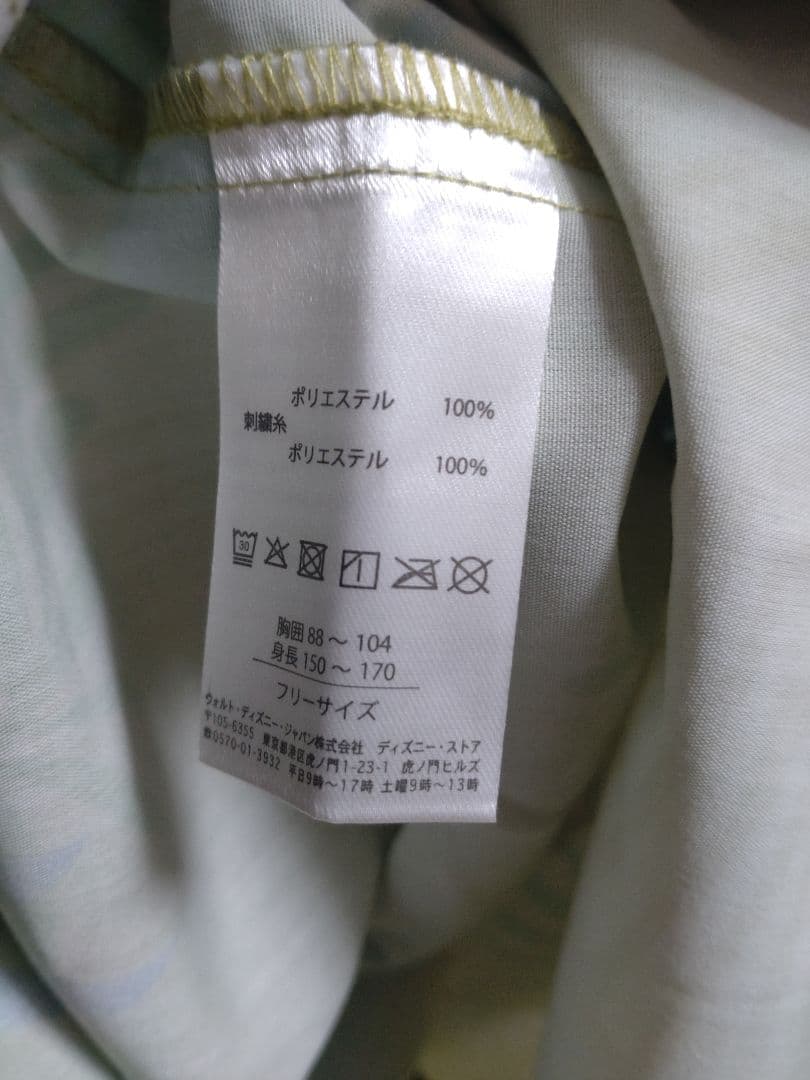 ポリエステル 100%
刺繍糸
ポリエステル 100%
30
胸囲 88 〜 104
身長 150 〜 170
フリーサイズ
ウォルト・ディズニー・ジャパン株式会社 ディズニー・ストア
〒105-6355 東京都港区虎ノ門1-23-1 虎ノ門ヒルズ
☎0570-01-3932 平日9時〜17時 土曜9時〜13時